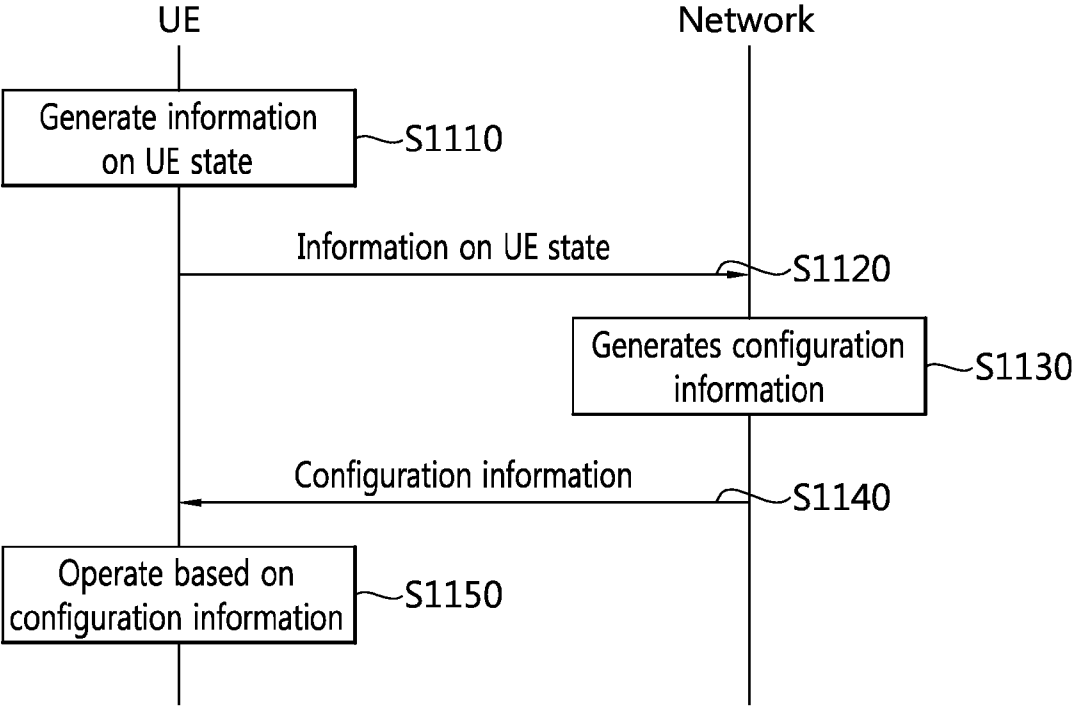 UE
Network
Generate information
on UE state
S1110
Information on UE state
S1120
Generates configuration
information
S1130
Configuration information
S1140
Operate based on
configuration information
S1150